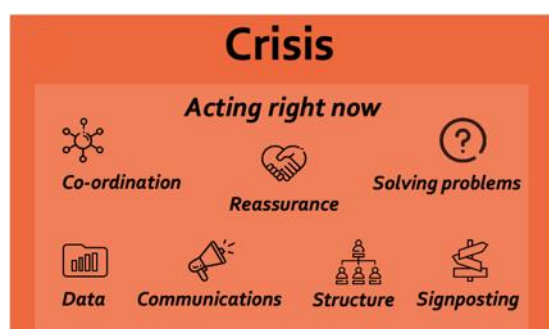 Crisis
Acting right now
Co-ordination
Reassurance
Solving problems
Data
Communications
Structure
Signposting